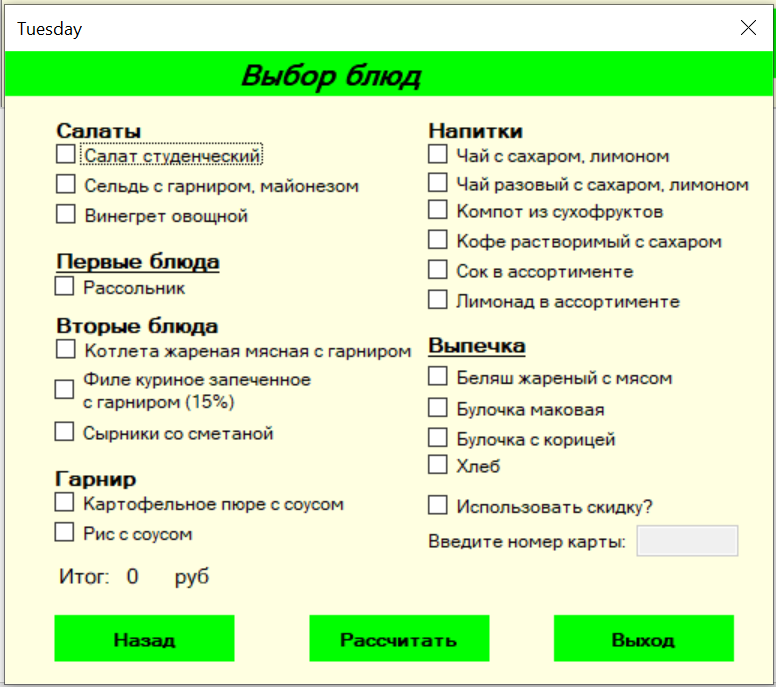 Tuesday
Выбор блюд
Салаты
Салат студенческий
Сельдь с гарниром, майонезом
Винегрет овощной
Первые блюда
Рассольник
Вторые блюда
Котлета жареная мясная с гарниром
Филе куриное запеченное
с гарниром (15%)
Сырники со сметаной
Гарнир
Картофельное пюре с соусом
Рис с соусом
Итог: 0 руб
Напитки
Чай с сахаром, лимоном
Чай разовый с сахаром, лимоном
Компот из сухофруктов
Кофе растворимый с сахаром
Сок в ассортименте
Лимонад в ассортименте
Выпечка
Беляш жареный с мясом
Булочка маковая
Булочка с корицей
Хлеб
Использовать скидку?
Введите номер карты:
Назад
Рассчитать
Выход